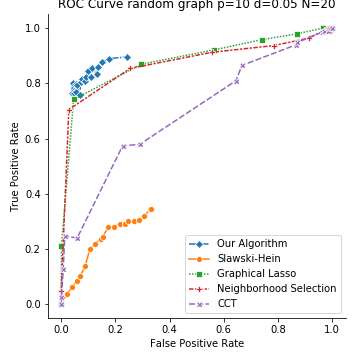 ROC Curve random graph p=10 d=0.05 N=20
True Positive Rate
1.0
0.8
0.6
0.4
0.2
0.0
Our Algorithm
Slawski-Hein
Graphical Lasso
Neighborhood Selection
CCT
0.0 0.2 0.4 0.6 0.8 1.0
False Positive Rate